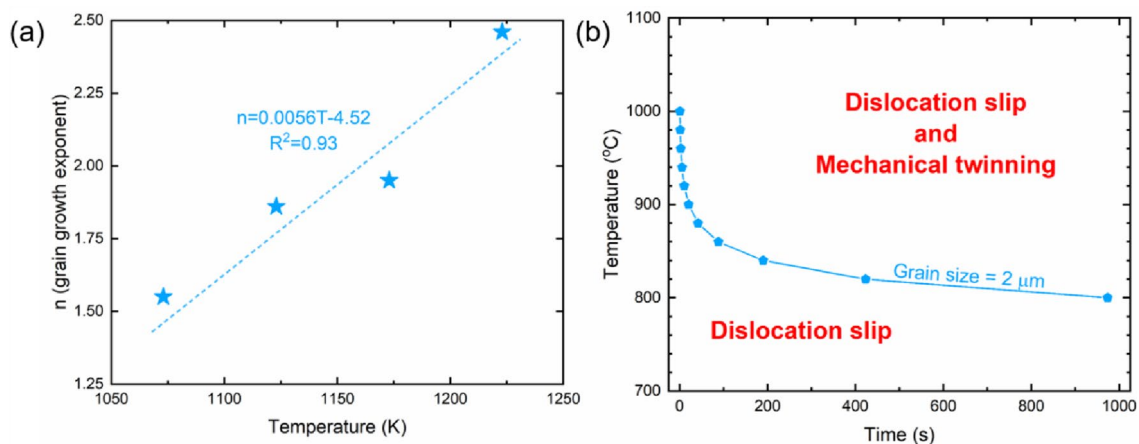 (a)
2.50
2.25
2.00
1.75
1.50
1.25
n (grain growth exponent)
n=0.0056T-4.52
R²=0.93
1050 1100 1150 1200 1250
Temperature (K)
(b)
1100
1000
900
800
700
Temperature (°C)
Dislocation slip
and
Mechanical twinning
Grain size = 2 μm
Dislocation slip
0 200 400 600 800 1000
Time (s)